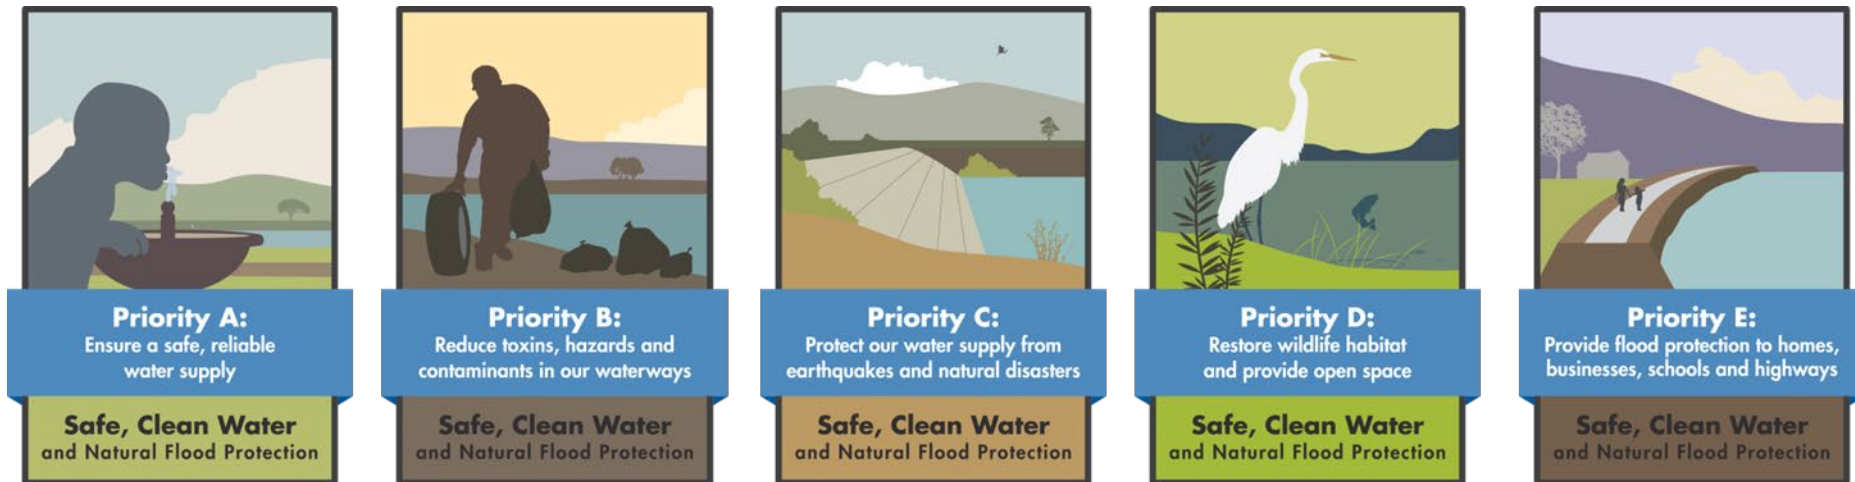 Priority A:
Ensure a safe, reliable
water supply
Safe, Clean Water
and Natural Flood Protection
Priority B:
Reduce toxins, hazards and
contaminants in our waterways
Safe, Clean Water
and Natural Flood Protection
Priority C:
Protect our water supply from
earthquakes and natural disasters
Safe, Clean Water
and Natural Flood Protection
Priority D:
Restore wildlife habitat
and provide open space
Safe, Clean Water
and Natural Flood Protection
Priority E:
Provide flood protection to homes,
businesses, schools and highways
Safe, Clean Water
and Natural Flood Protection